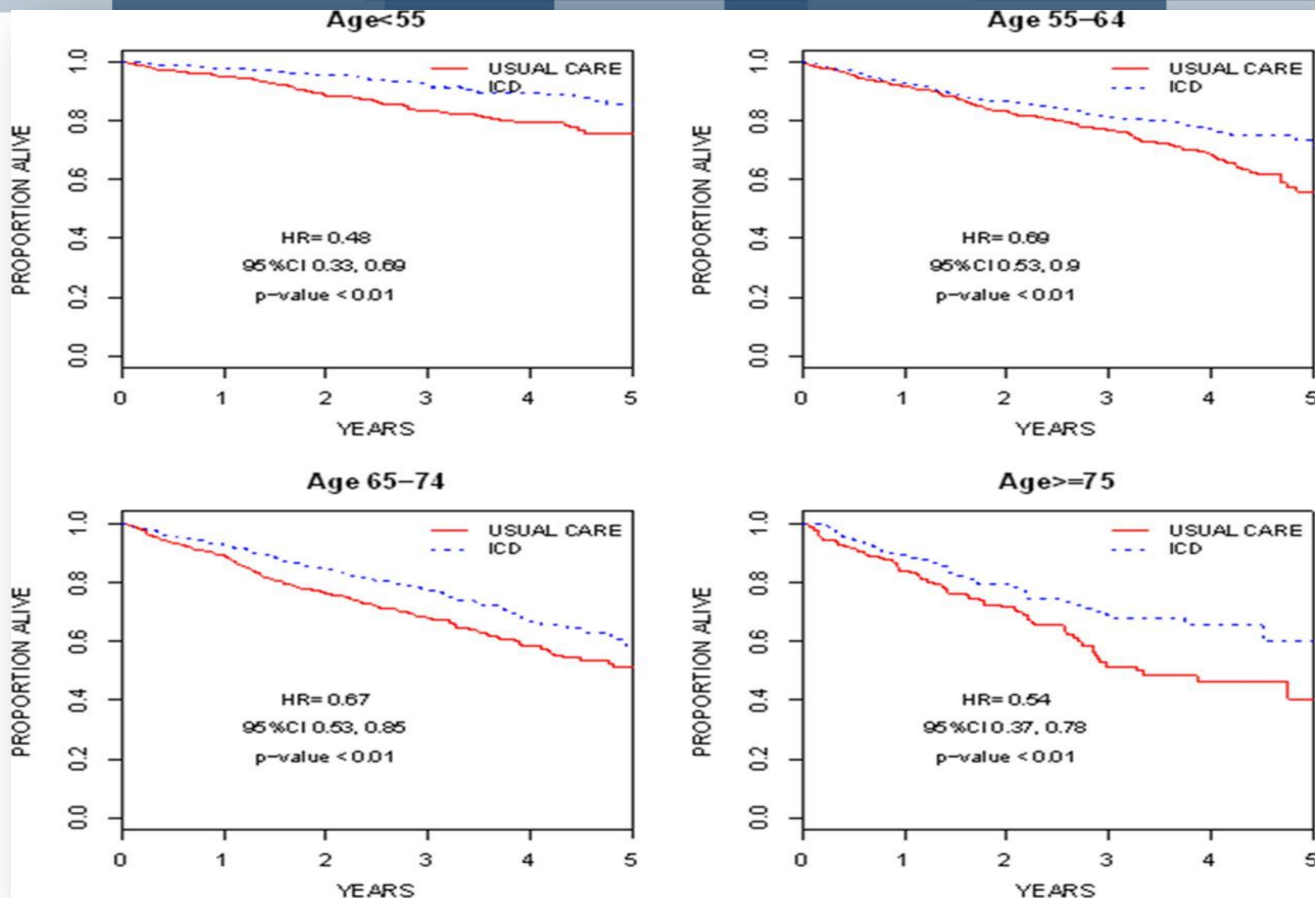 Age<55
1.0
0.8
0.6
0.4
0.2
0.0
PROPORTION ALIVE
USUAL CARE
ICD
HR= 0.48
95%CI 0.33, 0.69
p-value <0.01
0 1 2 3 4 5
YEARS
Age 55-64
1.0
0.8
0.6
0.4
0.2
0.0
PROPORTION ALIVE
USUAL CARE
ICD
HR= 0.69
95%CI 0.53, 0.9
p-value <0.01
0 1 2 3 4 5
YEARS
Age 65-74
1.0
0.8
0.6
0.4
0.2
0.0
PROPORTION ALIVE
USUAL CARE
ICD
HR= 0.67
95%CI 0.53, 0.85
p-value <0.01
0 1 2 3 4 5
YEARS
Age>=75
1.0
0.8
0.6
0.4
0.2
0.0
PROPORTION ALIVE
USUAL CARE
ICD
HR= 0.54
95%CI 0.37, 0.78
p-value <0.01
0 1 2 3 4 5
YEARS